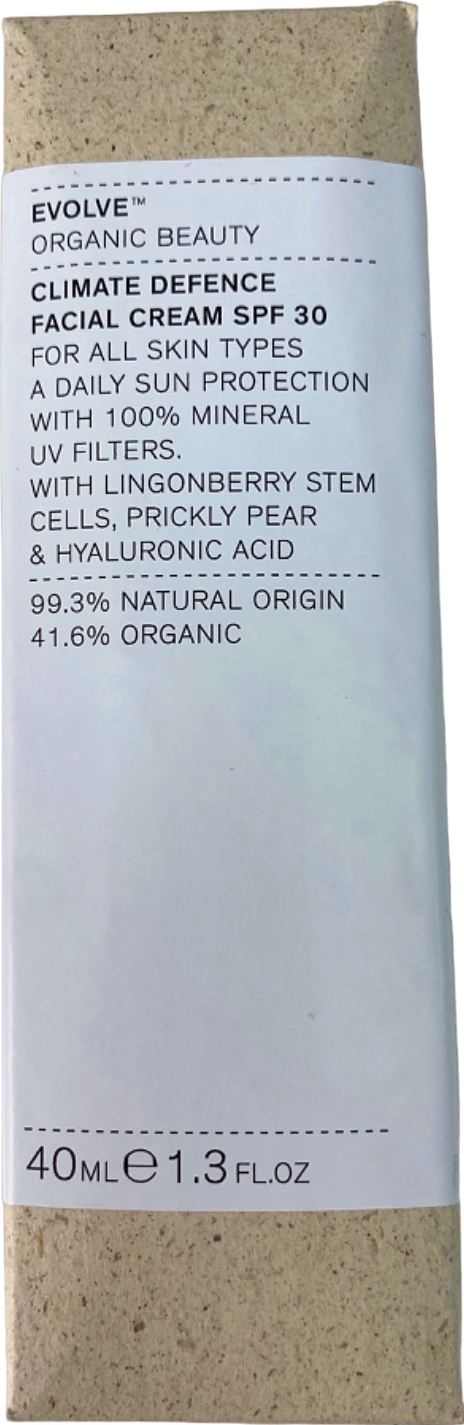 EVOLVE™
ORGANIC BEAUTY
CLIMATE DEFENCE
FACIAL CREAM SPF 30
FOR ALL SKIN TYPES
A DAILY SUN PROTECTION
WITH 100% MINERAL
UV FILTERS.
WITH LINGONBERRY STEM
CELLS, PRICKLY PEAR
& HYALURONIC ACID
99.3% NATURAL ORIGIN
41.6% ORGANIC
40ML℮1.3FL.OZ